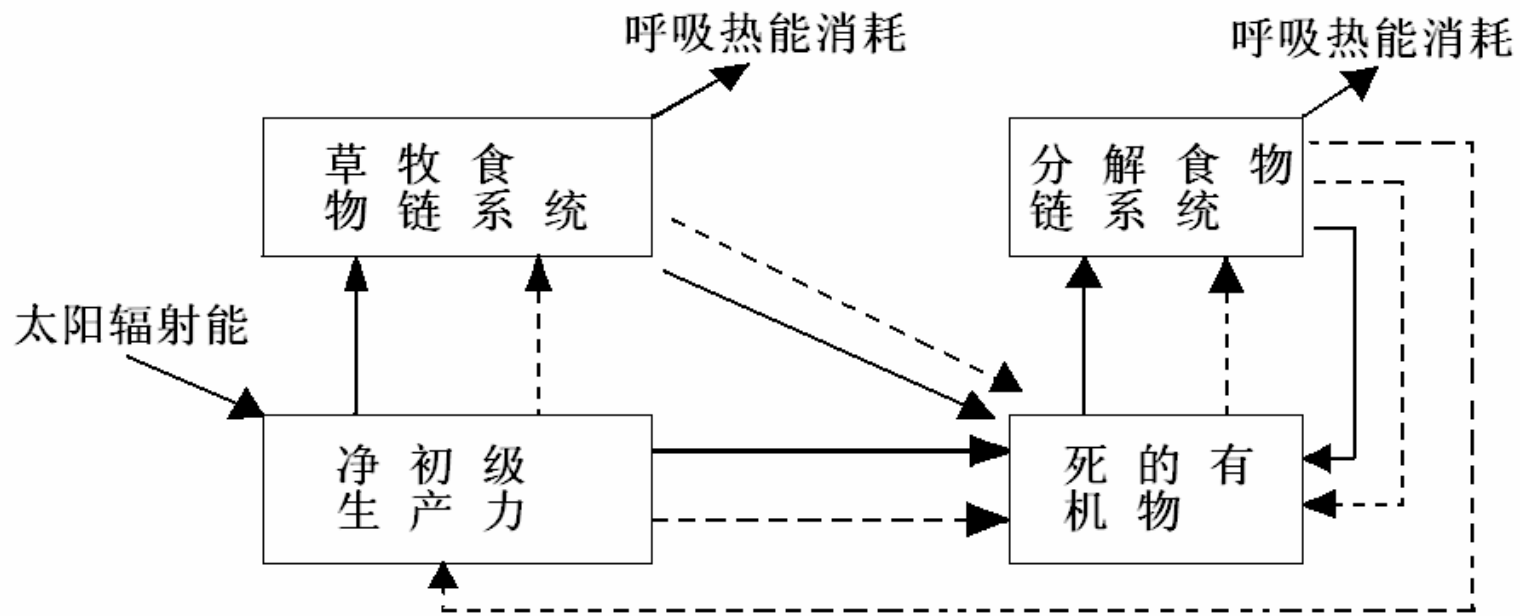 呼吸热能消耗
呼吸热能消耗
草牧食
物链系统
分解食物
链系统
太阳辐射能
净初级
生产力
死的有
机物